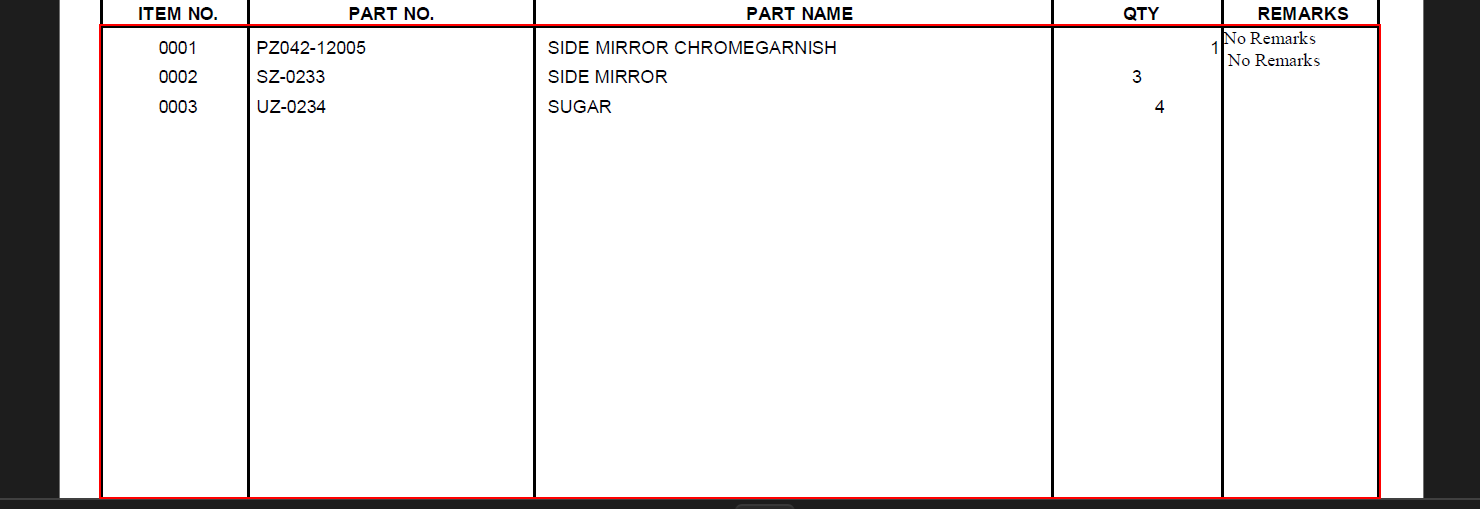 ITEM NO. PART NO. PART NAME QTY REMARKS
0001 PZ042-12005 SIDE MIRROR CHROMEGARNISH 1 No Remarks
No Remarks
0002 SZ-0233 SIDE MIRROR 3
0003 UZ-0234 SUGAR 4